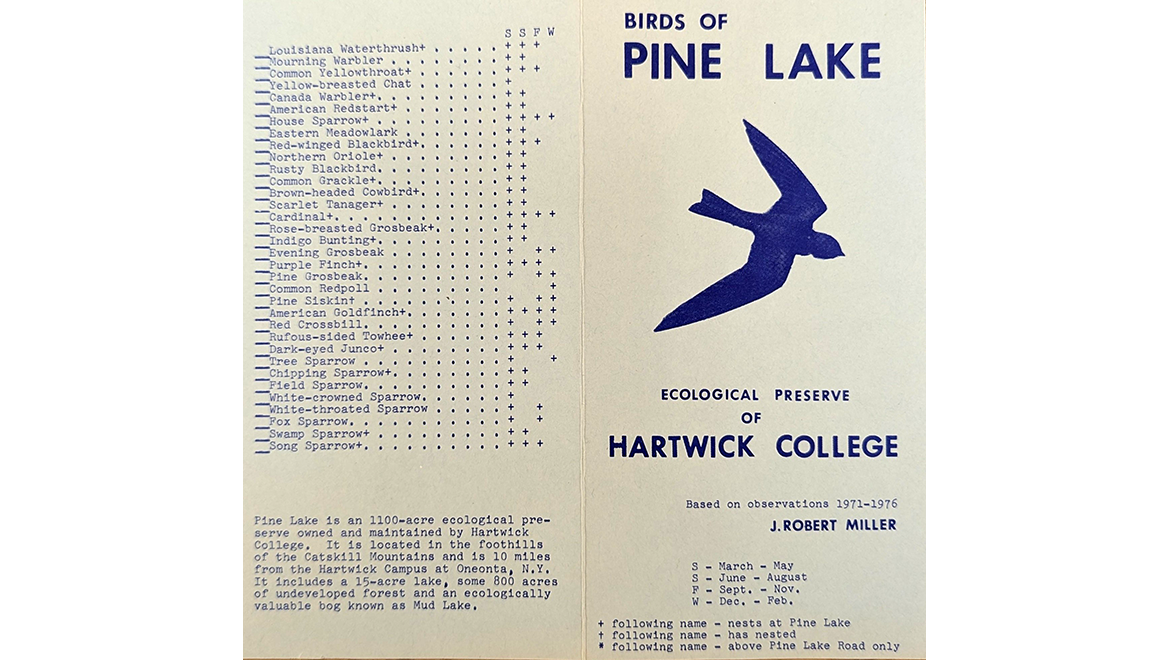 S S F W
Louisiana Waterthrush+ . . . . . + + +
Mourning Warbler . . . . . . . . + +
Common Yellowthroat+ . . . . . . + + +
Yellow-breasted Chat . . . . . . +
Canada Warbler+. . . . . . . . . + +
American Redstart+ . . . . . . . + +
House Sparrow+ . . . . . . . . . + + + +
Eastern Meadowlark . . . . . . . + +
Red-winged Blackbird+. . . . . . + + +
Northern Oriole+ . . . . . . . . + +
Rusty Blackbird. . . . . . . . . + +
Common Grackle+. . . . . . . . . + +
Brown-headed Cowbird+. . . . . . + +
Scarlet Tanager+ . . . . . . . . + +
Cardinal+. . . . . . . . . . . . + + + +
Rose-breasted Grosbeak+. . . . . + +
Indigo Bunting+. . . . . . . . . + +
Evening Grosbeak . . . . . . . . + + +
Purple Finch+. . . . . . . . . . + + + +
Pine Grosbeak. . . . . . . . . . + + +
Common Redpoll . . . . . . . . . +
Pine Siskin† . . . . . . . . . . + + +
American Goldfinch+. . . . . . . + + + +
Red Crossbill. . . . . . . . . . + + +
Rufous-sided Towhee+ . . . . . . + + +
Dark-eyed Junco+ . . . . . . . . + + +
Tree Sparrow . . . . . . . . . . + +
Chipping Sparrow+. . . . . . . . + +
Field Sparrow. . . . . . . . . . + +
White-crowned Sparrow. . . . . . +
White-throated Sparrow . . . . . + +
Fox Sparrow. . . . . . . . . . . + +
Swamp Sparrow+ . . . . . . . . . + +
Song Sparrow+. . . . . . . . . . + + +
Pine Lake is an 1100-acre ecological pre-
serve owned and maintained by Hartwick
College. It is located in the foothills
of the Catskill Mountains and is 10 miles
from the Hartwick Campus at Oneonta, N.Y.
It includes a 15-acre lake, some 800 acres
of undeveloped forest and an ecologically
valuable bog known as Mud Lake.
BIRDS OF
PINE LAKE
ECOLOGICAL PRESERVE
OF
HARTWICK COLLEGE
Based on observations 1971-1976
J. ROBERT MILLER
S - March - May
S - June - August
F - Sept. - Nov.
W - Dec. - Feb.
+ following name - nests at Pine Lake
† following name - has nested
* following name - above Pine Lake Road only